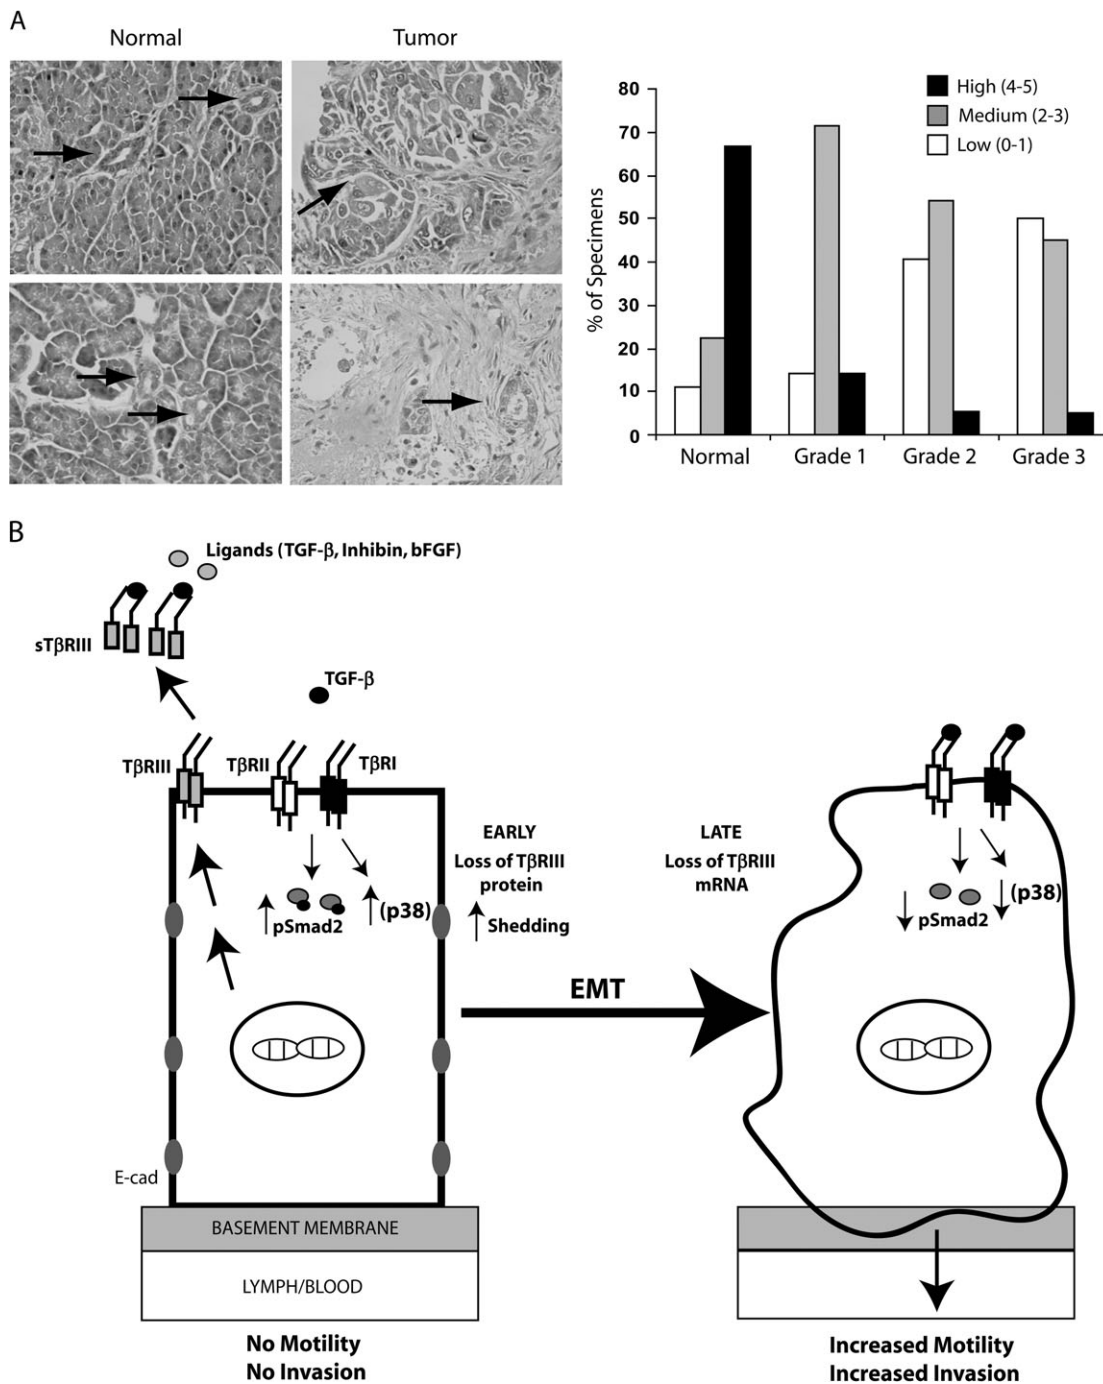 A
Normal
Tumor
High (4-5)
Medium (2-3)
Low (0-1)
% of Specimens
80
70
60
50
40
30
20
10
0
Normal
Grade 1
Grade 2
Grade 3
B
Ligands (TGF-β, Inhibin, bFGF)
sTβRIII
TGF-β
TβRIII
TβRII
TβRI
pSmad2
(p38)
E-cad
BASEMENT MEMBRANE
LYMPH/BLOOD
No Motility
No Invasion
EARLY
Loss of TβRIII
protein
Shedding
EMT
LATE
Loss of TβRIII
mRNA
pSmad2
(p38)
Increased Motility
Increased Invasion